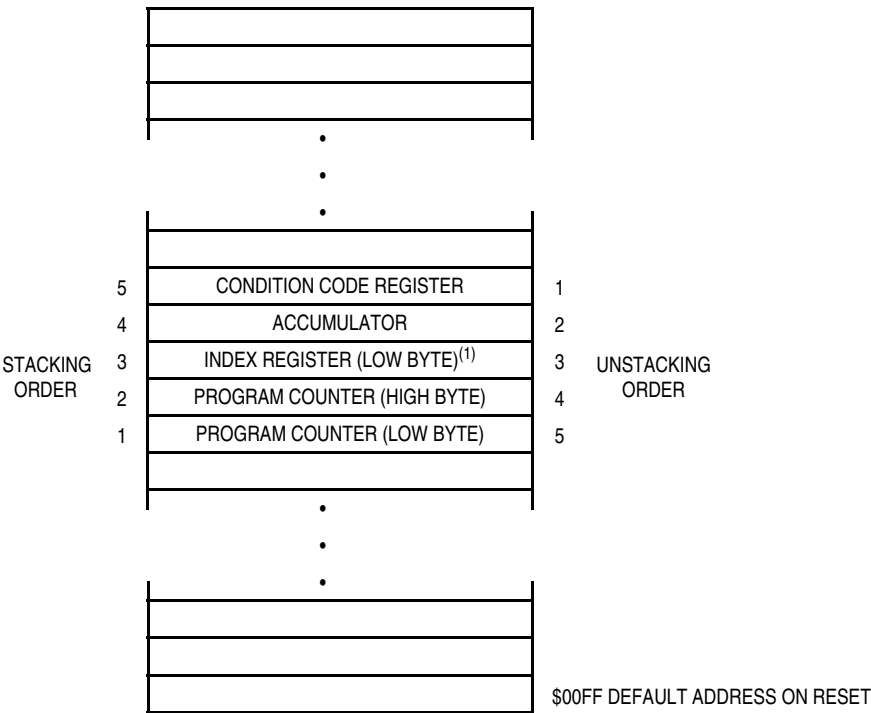 5 CONDITION CODE REGISTER 1
4 ACCUMULATOR 2
STACKING ORDER
3 INDEX REGISTER (LOW BYTE)(1) 3
UNSTACKING ORDER
2 PROGRAM COUNTER (HIGH BYTE) 4
1 PROGRAM COUNTER (LOW BYTE) 5
$00FF DEFAULT ADDRESS ON RESET